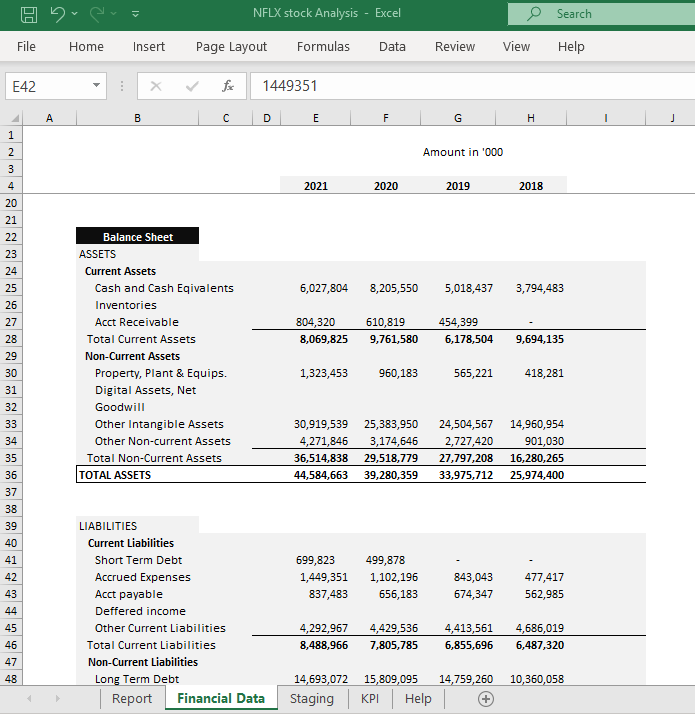 NFLX stock Analysis - Excel Search
File Home Insert Page Layout Formulas Data Review View Help
E42 fx 1449351
A B C D E F G H I J
1
2 Amount in '000
3
4 2021 2020 2019 2018
20
21
22 Balance Sheet
23 ASSETS
24 Current Assets
25 Cash and Cash Eqivalents 6,027,804 8,205,550 5,018,437 3,794,483
26 Inventories
27 Acct Receivable 804,320 610,819 454,399 -
28 Total Current Assets 8,069,825 9,761,580 6,178,504 9,694,135
29 Non-Current Assets
30 Property, Plant & Equips. 1,323,453 960,183 565,221 418,281
31 Digital Assets, Net
32 Goodwill
33 Other Intangible Assets 30,919,539 25,383,950 24,504,567 14,960,954
34 Other Non-current Assets 4,271,846 3,174,646 2,727,420 901,030
35 Total Non-Current Assets 36,514,838 29,518,779 27,797,208 16,280,265
36 TOTAL ASSETS 44,584,663 39,280,359 33,975,712 25,974,400
37
38
39 LIABILITIES
40 Current Liabilities
41 Short Term Debt 699,823 499,878 - -
42 Accrued Expenses 1,449,351 1,102,196 843,043 477,417
43 Acct payable 837,483 656,183 674,347 562,985
44 Deffered income
45 Other Current Liabilities 4,292,967 4,429,536 4,413,561 4,686,019
46 Total Current Liabilities 8,488,966 7,805,785 6,855,696 6,487,320
47 Non-Current Liabilities
48 Long Term Debt 14,693,072 15,809,095 14,759,260 10,360,058
Report Financial Data Staging KPI Help